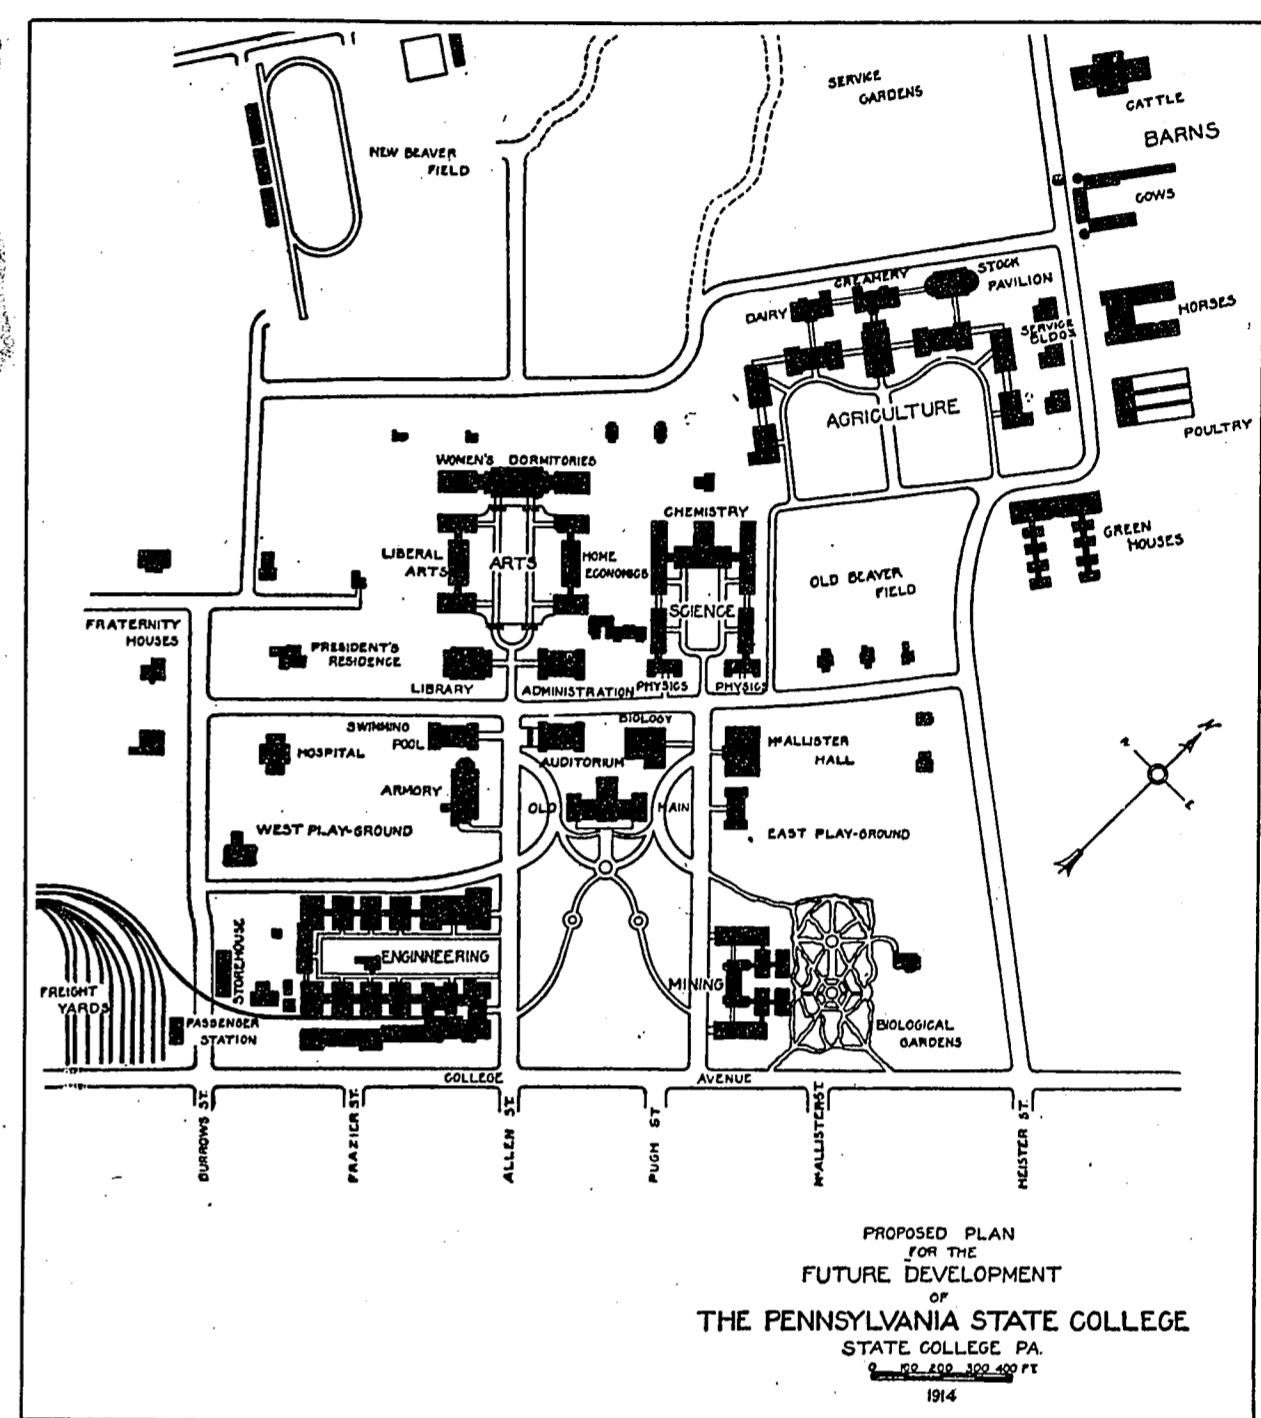 SERVICE
GARDENS
CATTLE
BARNS
COWS
NEW BEAVER
FIELD
CREAMERY
STOCK
PAVILION
DAIRY
HORSES
SERVICE
BLDGS
AGRICULTURE
POULTRY
WOMEN'S DORMITORIES
CHEMISTRY
GREEN
HOUSES
LIBERAL
ARTS
ARTS
HOME
ECONOMICS
OLD BEAVER
FIELD
SCIENCE
FRATERNITY
HOUSES
PRESIDENT'S
RESIDENCE
LIBRARY
ADMINISTRATION
PHYSICS
PHYSICS
SWIMMING
POOL
BIOLOGY
HOSPITAL
AUDITORIUM
McALLISTER
HALL
N
ARMORY
OLD
MAIN
WEST PLAY-GROUND
EAST PLAY-GROUND
STOREHOUSE
ENGINNEERING
MINING
FREIGHT
YARDS
PASSENGER
STATION
BIOLOGICAL
GARDENS
COLLEGE
AVENUE
BURROWS ST.
FRAZIER ST.
ALLEN ST.
PUGH ST
McALLISTER ST.
HEISTER ST.
PROPOSED PLAN
FOR THE
FUTURE DEVELOPMENT
OF
THE PENNSYLVANIA STATE COLLEGE
STATE COLLEGE PA.
0 100 200 300 400 FT
1914